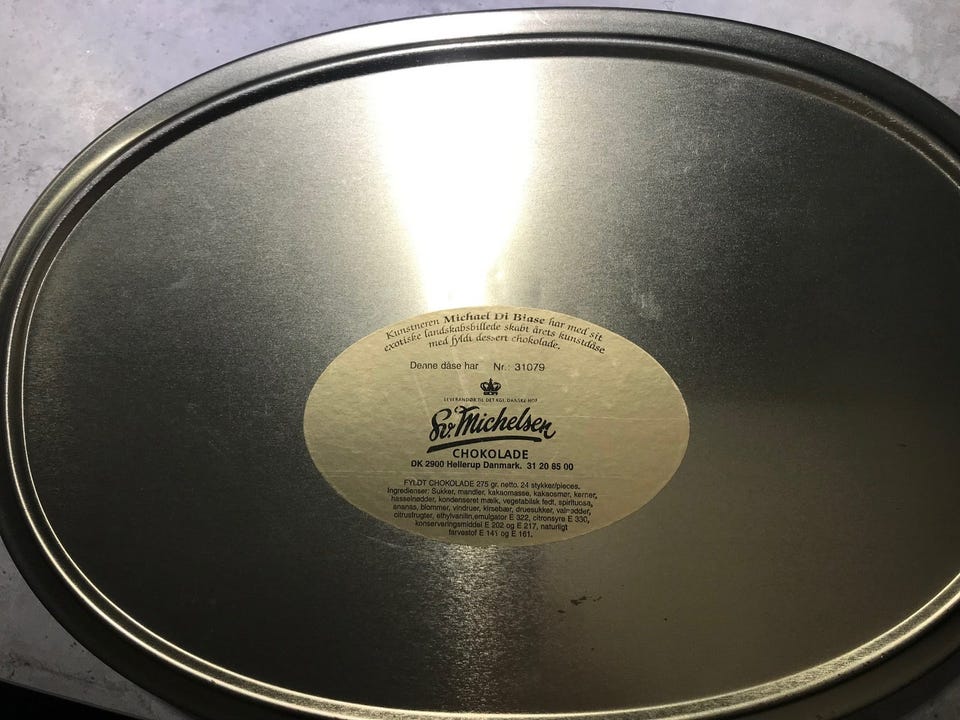 Kunstneren Michael Di Biase har med sit
exotiske landskabsbillede skabt årets kunstdåse
med fyldt dessert chokolade.
Denne dåse har Nr.: 31079
LEVERANDØR TIL DET KGL. DANSKE HOF
Sv. Michelsen
CHOKOLADE
DK 2900 Hellerup Danmark. 31 20 85 00
FYLDT CHOKOLADE 275 gr. netto. 24 stykker/pieces.
Ingredienser: Sukker, mandler, kakaomasse, kakaosmør, kerner,
hasselnødder, kondenseret mælk, vegetabilsk fedt, spirituosa,
ananas, blommer, vindruer, kirsebær, druesukker, valnødder,
citrusfrugter, ethylvanilin,emulgator E 322, citronsyre E 330,
konserveringsmiddel E 202 og E 217, naturligt
farvestof E 141 og E 161.